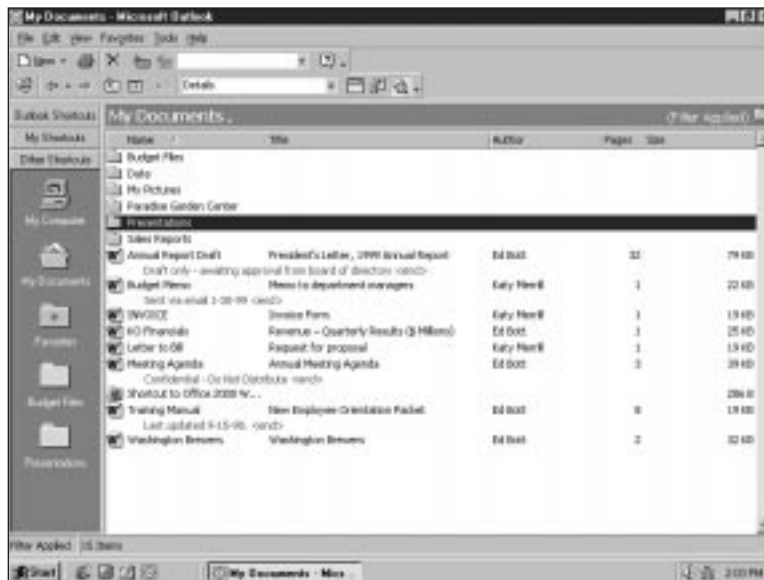 My Documents - Microsoft Outlook
File Edit View Favorites Tools Help
New
Details
Outlook Shortcuts
My Shortcuts
Other Shortcuts
My Computer
My Documents
Favorites
Budget Files
Presentations
My Documents . (Filter Applied)
Name Title Author Pages Size
Budget Files
Data
My Pictures
Paradise Garden Center
Presentations
Sales Reports
Annual Report Draft President's Letter, 1999 Annual Report Ed Bott 32 79 KB
Draft only - awaiting approval from board of directors <end>
Budget Memo Memo to department managers Katy Merrill 1 22 KB
Sent via email 1-28-99 <end>
INVOICE Invoice Form Katy Merrill 1 19 KB
Financials Revenue - Quarterly Results ($ Millions) Ed Bott 1 25 KB
Letter to Bill Request for proposal Katy Merrill 1 19 KB
Meeting Agenda Annual Meeting Agenda Ed Bott 3 39 KB
Confidential - Do Not Distribute <end>
Shortcut to Office 2000 W...
Training Manual New Employee Orientation Packet Ed Bott 8 19 KB
Last updated 9-15-98. <end>
Washington Brewers Washington Brewers Ed Bott 2 32 KB
Filter Applied 15 Items
Start My Documents - Micr... 2:03 PM